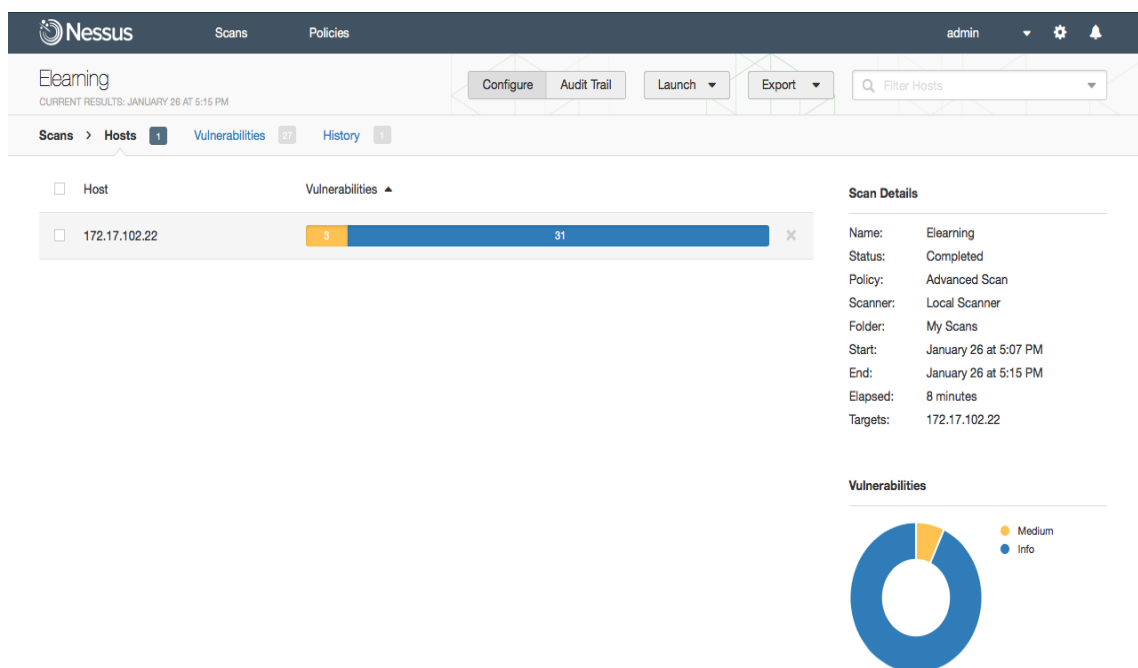 Nessus Scans Policies admin
Elearning
CURRENT RESULTS: JANUARY 26 AT 5:15 PM
Configure Audit Trail Launch Export Filter Hosts
Scans > Hosts 1 Vulnerabilities 27 History 1
Host Vulnerabilities
172.17.102.22 3 31
Scan Details
Name: Elearning
Status: Completed
Policy: Advanced Scan
Scanner: Local Scanner
Folder: My Scans
Start: January 26 at 5:07 PM
End: January 26 at 5:15 PM
Elapsed: 8 minutes
Targets: 172.17.102.22
Vulnerabilities
Medium
Info